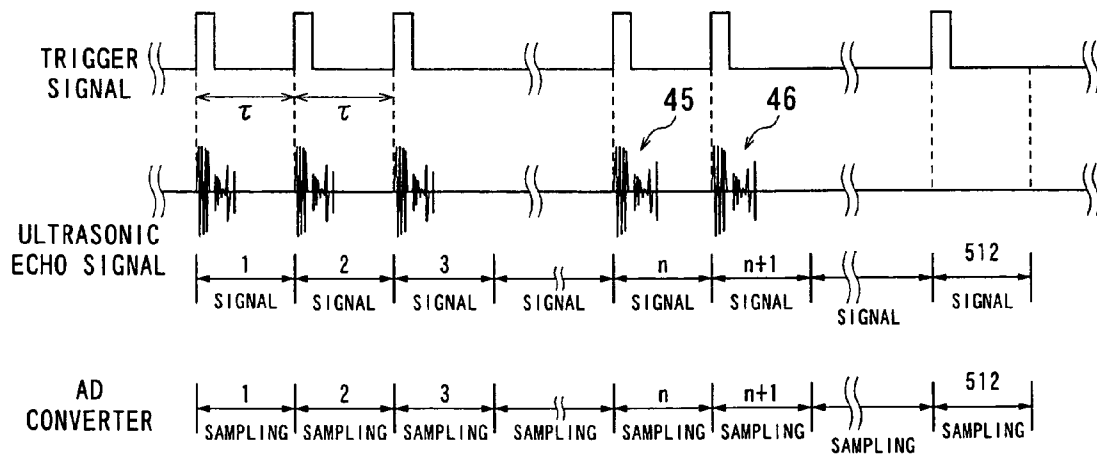 TRIGGER
SIGNAL
τ τ
45 46
ULTRASONIC
ECHO SIGNAL
1 2 3 n n+1 512
SIGNAL SIGNAL SIGNAL SIGNAL SIGNAL SIGNAL SIGNAL SIGNAL
AD
CONVERTER
1 2 3 n n+1 512
SAMPLING SAMPLING SAMPLING SAMPLING SAMPLING SAMPLING SAMPLING SAMPLING